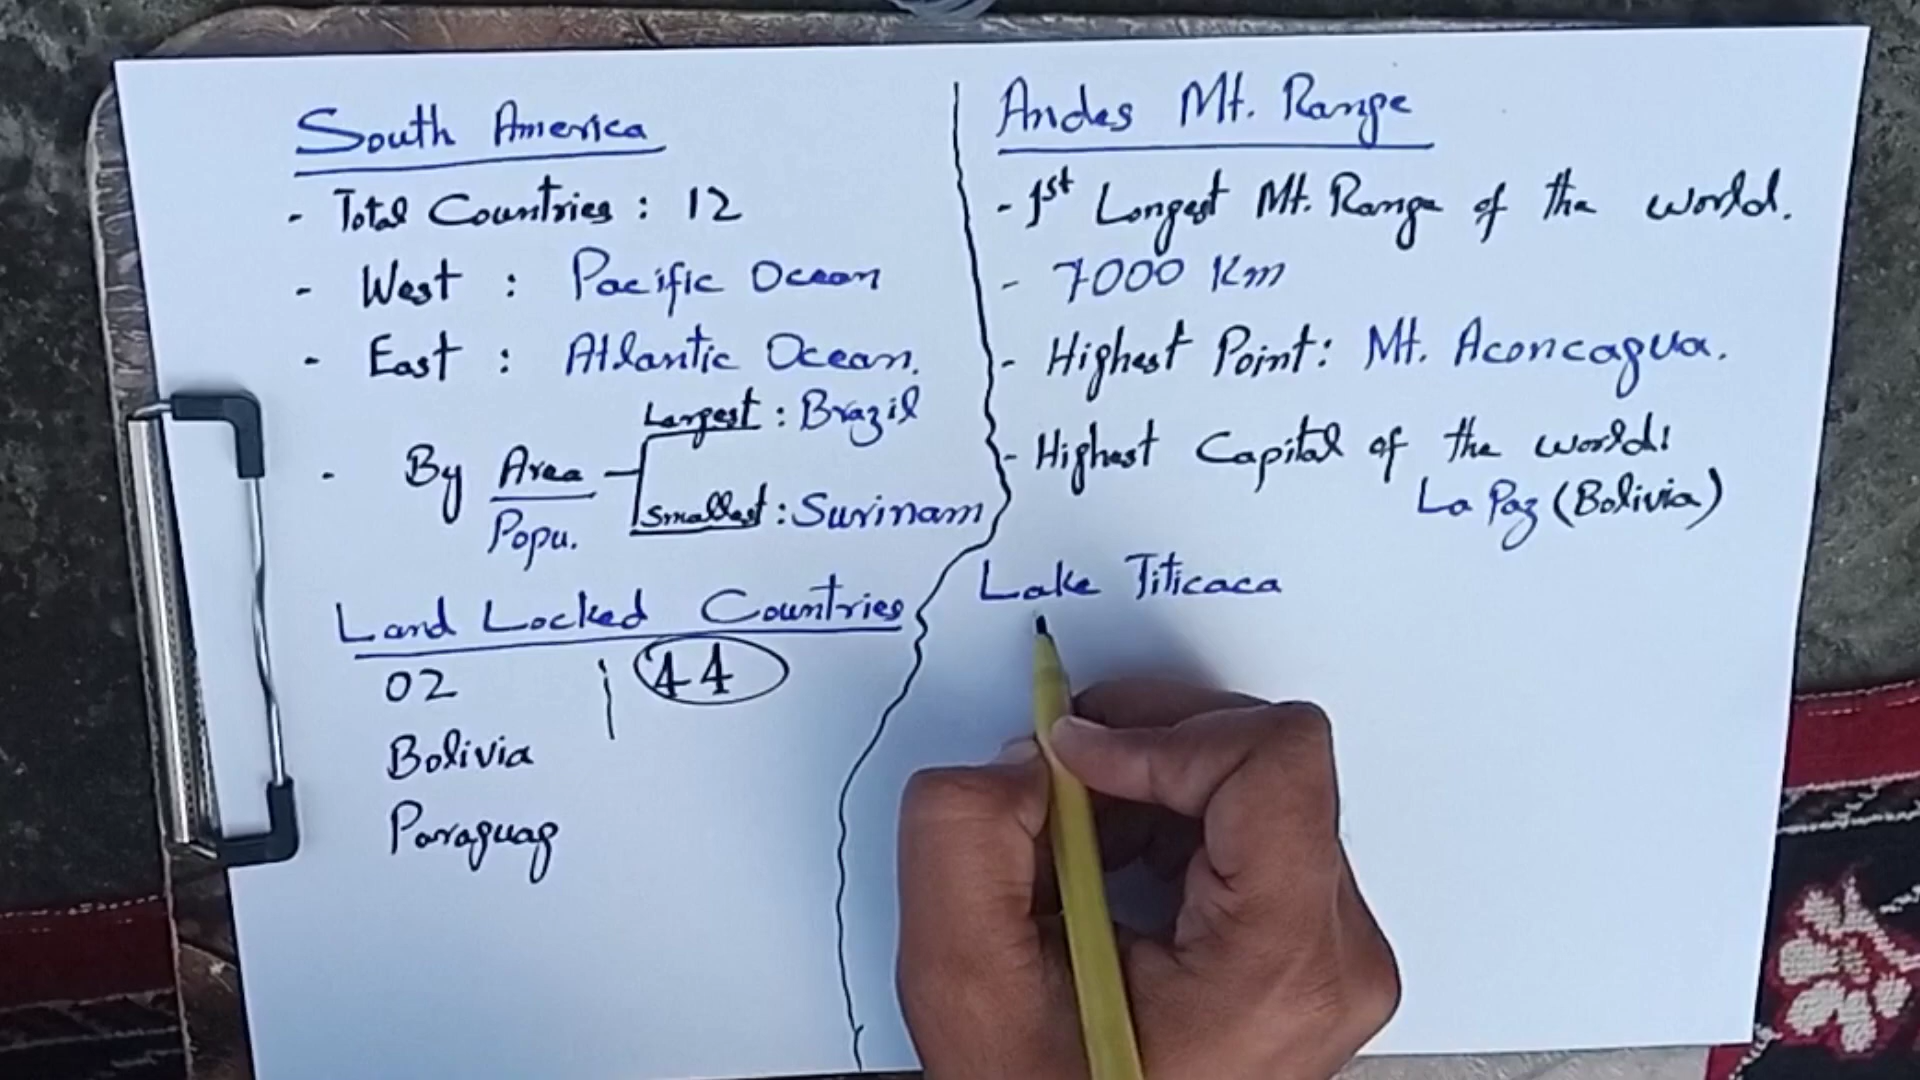 South America
- Total Countries : 12
- West : Pacific Ocean
- East : Atlantic Ocean.
Largest : Brazil
- By Area
Smallest : Surinam
Popu.
Land Locked Countries
02 | 44
Bolivia
Paraguay
Andes Mt. Range
- 1st Longest Mt. Range of the world.
- 7000 Km
- Highest Point: Mt. Aconcagua.
- Highest Capital of the world:
La Paz (Bolivia)
Lake Titicaca